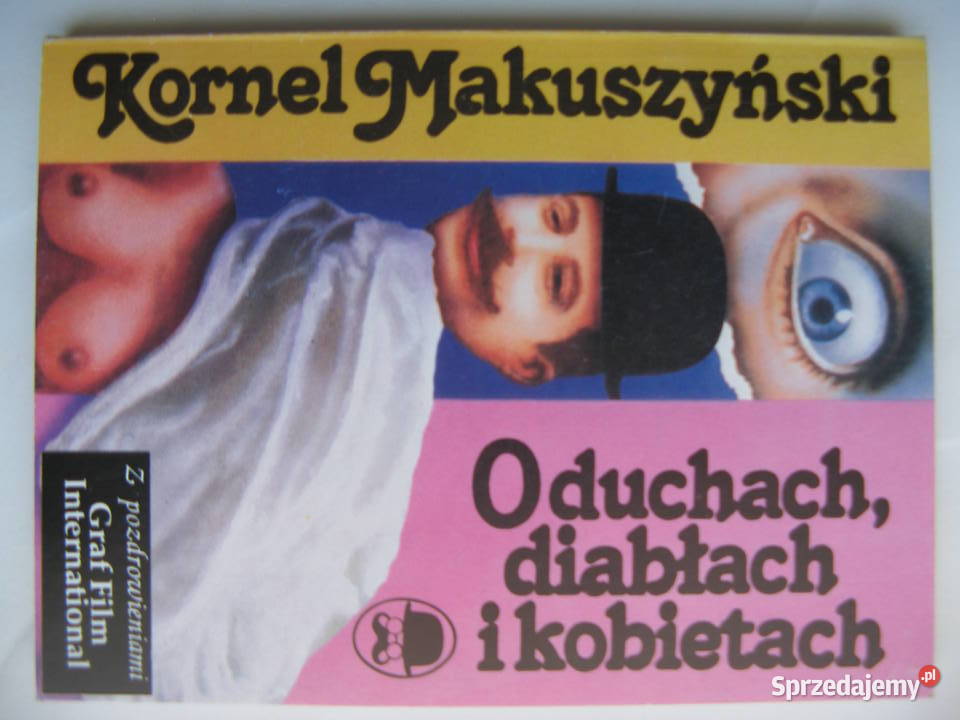 Kornel Makuszyński
O duchach,
diabłach
i kobietach
Z pozdrowieniami
Graf Film
International
Sprzedajemy.pl